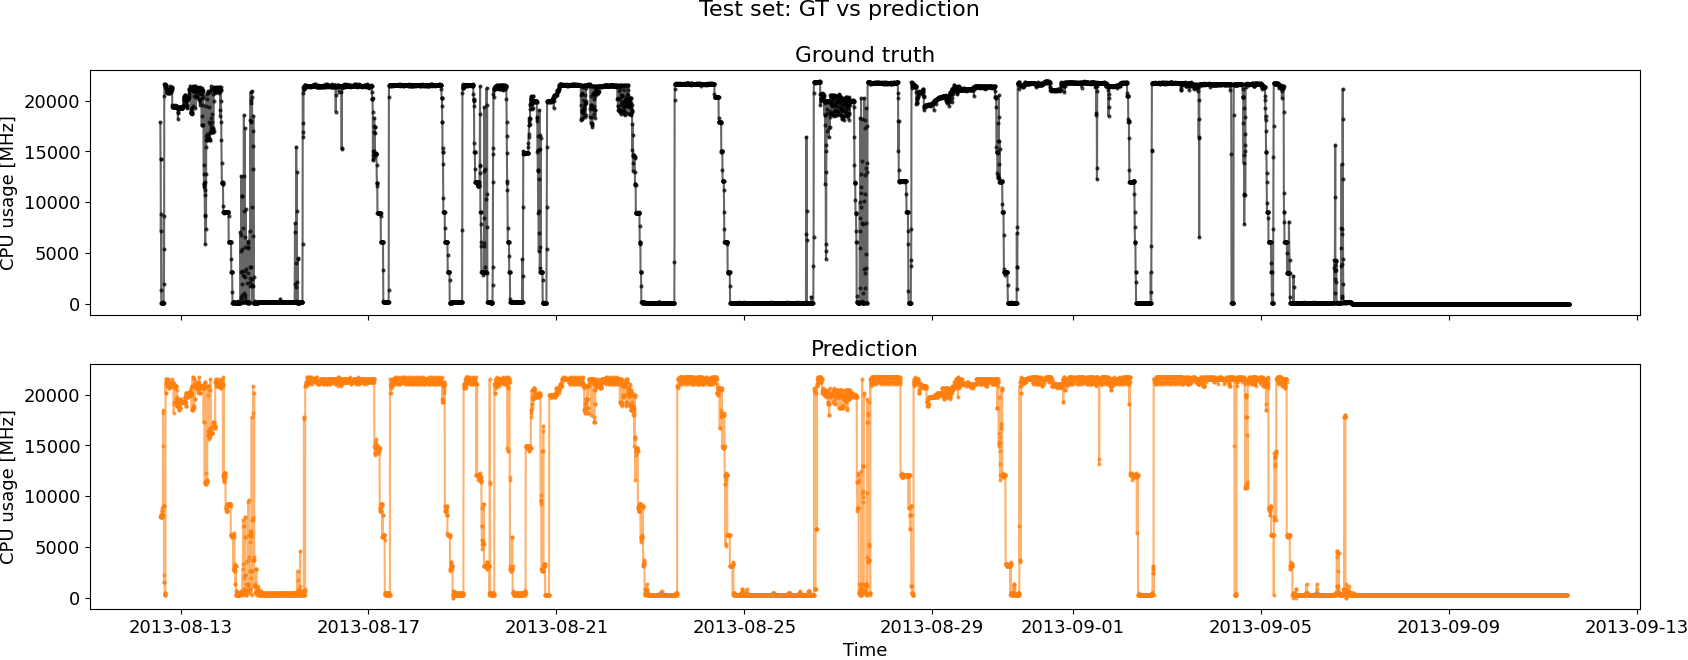 Test set: GT vs prediction
Ground truth
CPU usage [MHz]
20000
15000
10000
5000
0
Prediction
CPU usage [MHz]
20000
15000
10000
5000
0
2013-08-13 2013-08-17 2013-08-21 2013-08-25 2013-08-29 2013-09-01 2013-09-05 2013-09-09 2013-09-13
Time